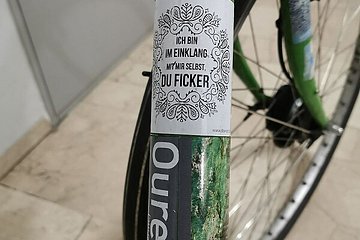 ICH BIN
IM EINKLANG
MIT MIR SELBST,
DU FICKER
Oure